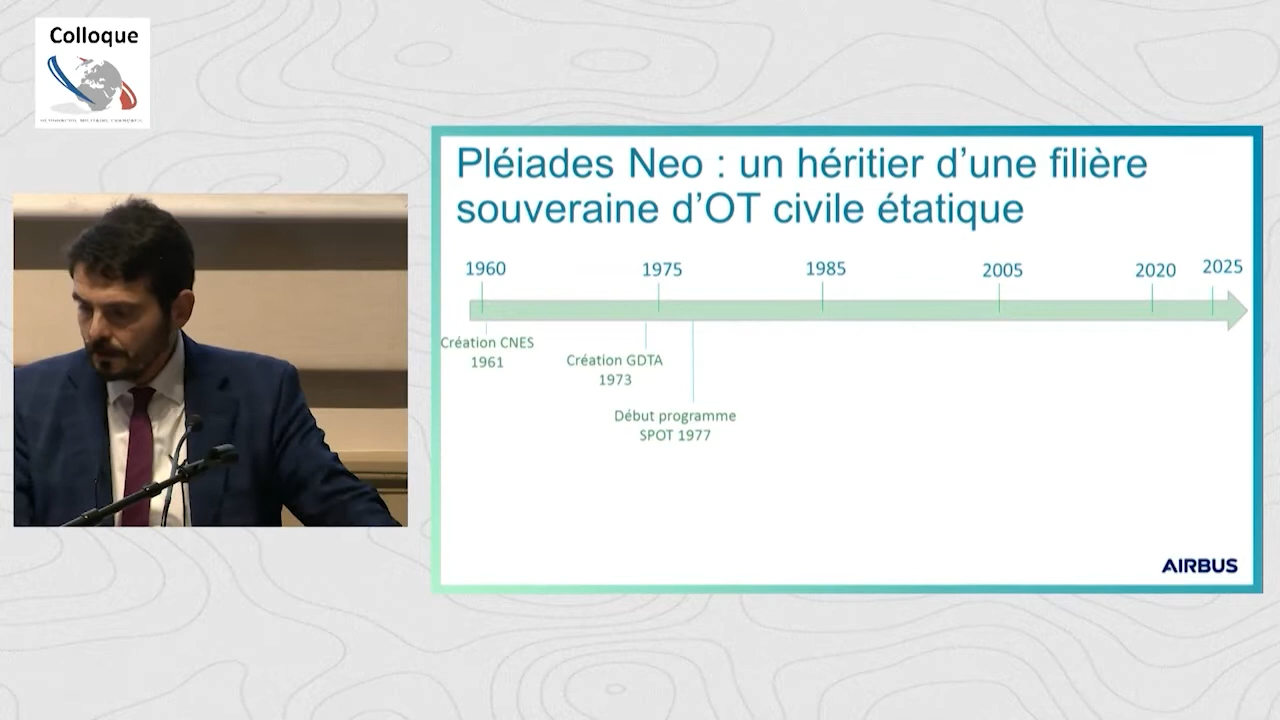 Colloque
Pléiades Neo : un héritier d’une filière
souveraine d’OT civile étatique
1960
1975
1985
2005
2020
2025
Création CNES
1961
Création GDTA
1973
Début programme
SPOT 1977
AIRBUS